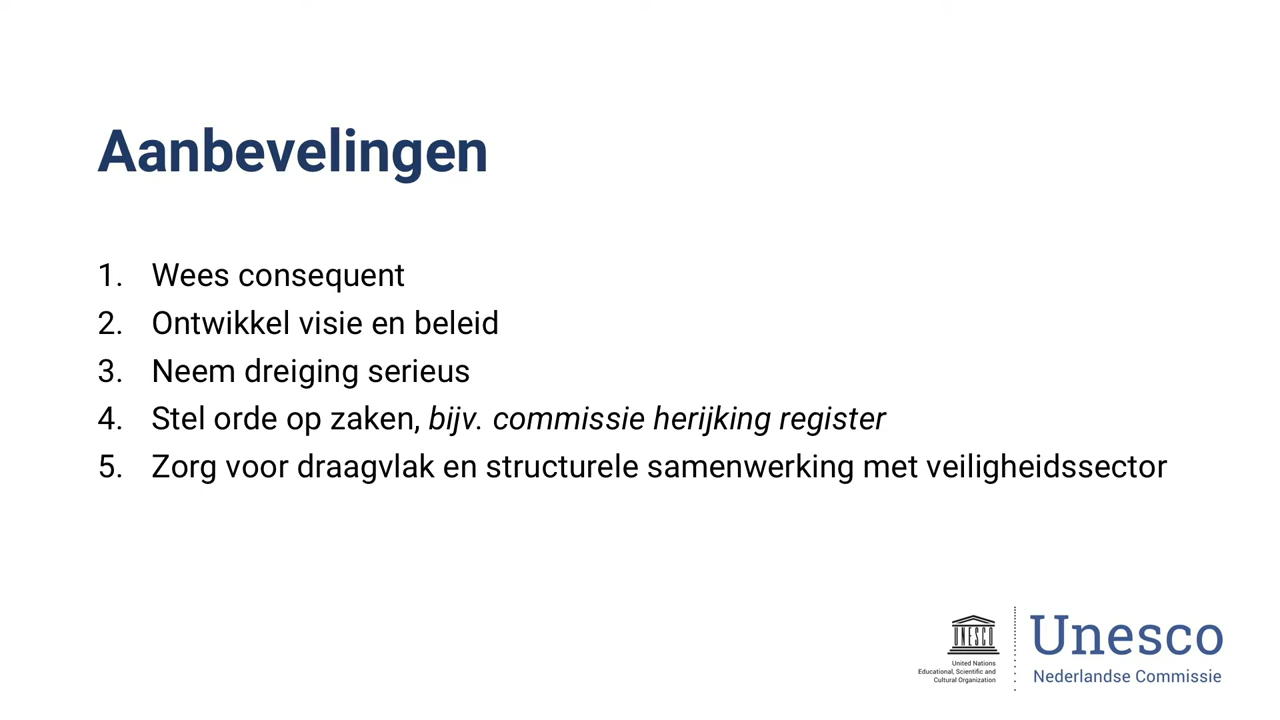 Aanbevelingen
1. Wees consequent
2. Ontwikkel visie en beleid
3. Neem dreiging serieus
4. Stel orde op zaken, bijv. commissie herijking register
5. Zorg voor draagvlak en structurele samenwerking met veiligheidssector
UNESCO
United Nations
Educational, Scientific and
Cultural Organization
Unesco
Nederlandse Commissie